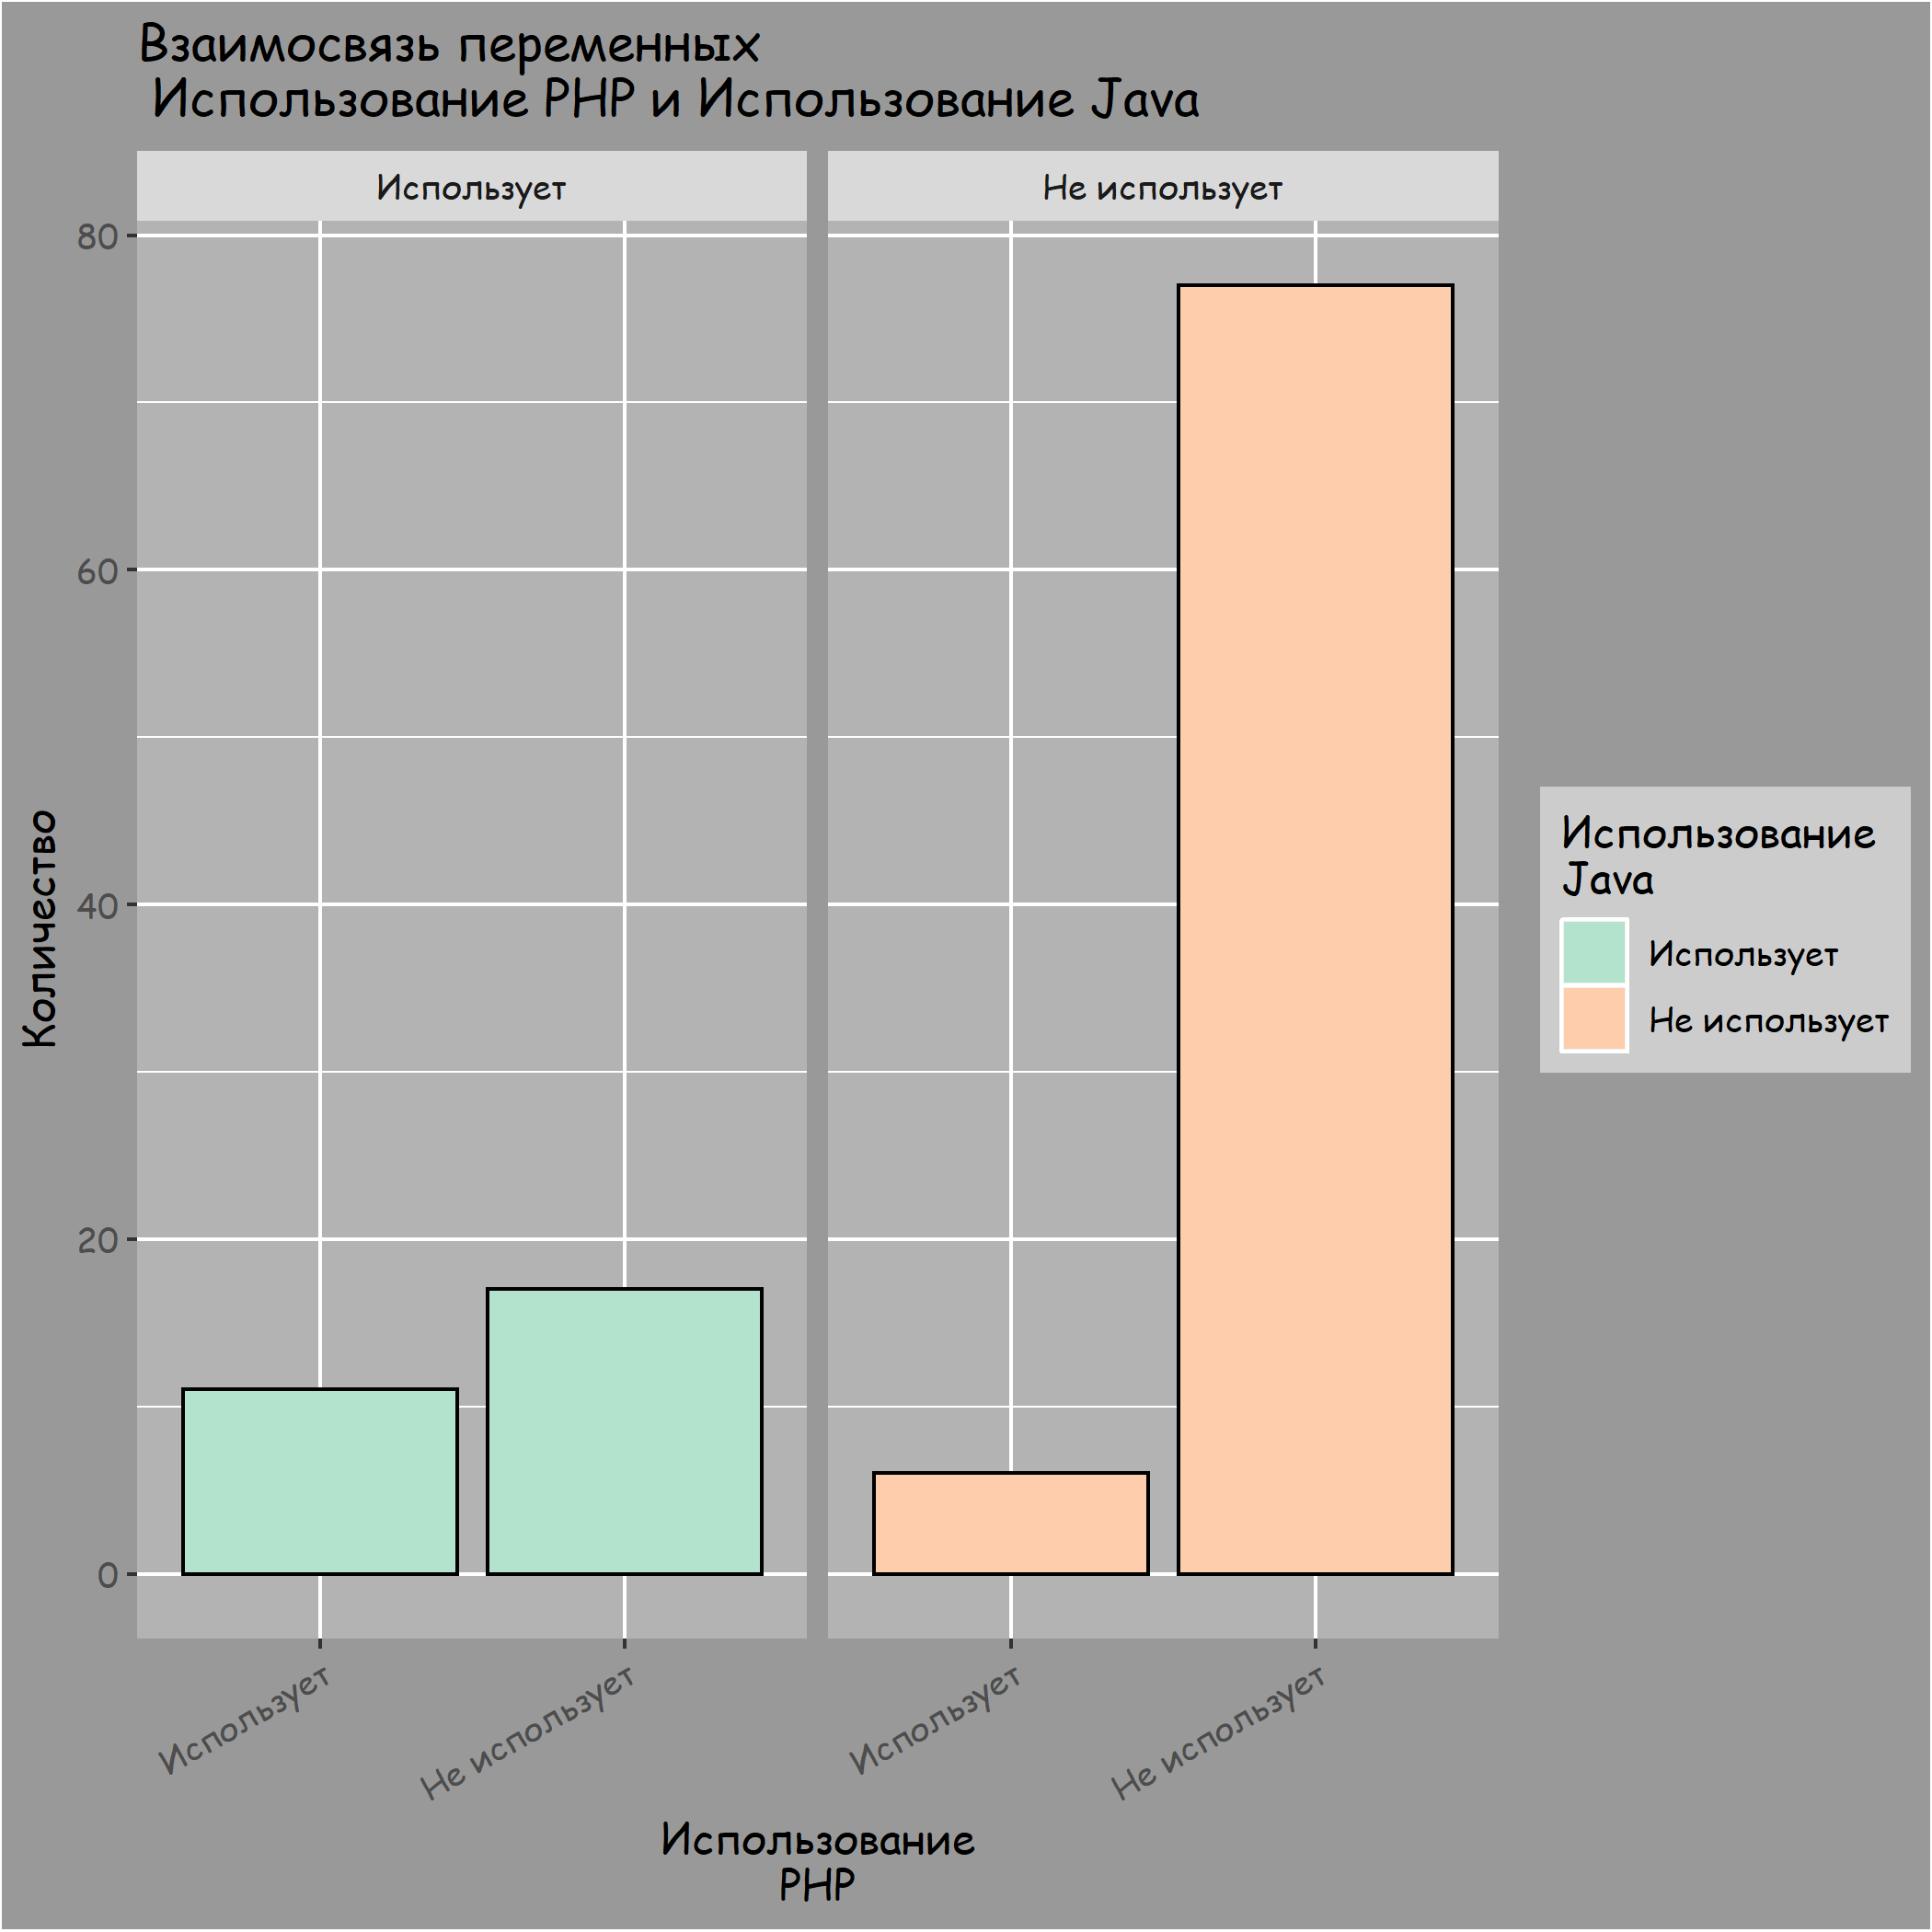 Взаимосвязь переменных
Использование PHP и Использование Java
Использует
Не использует
80
60
40
20
0
Количество
Использует
Не использует
Использует
Не использует
Использование
PHP
Использование
Java
Использует
Не использует